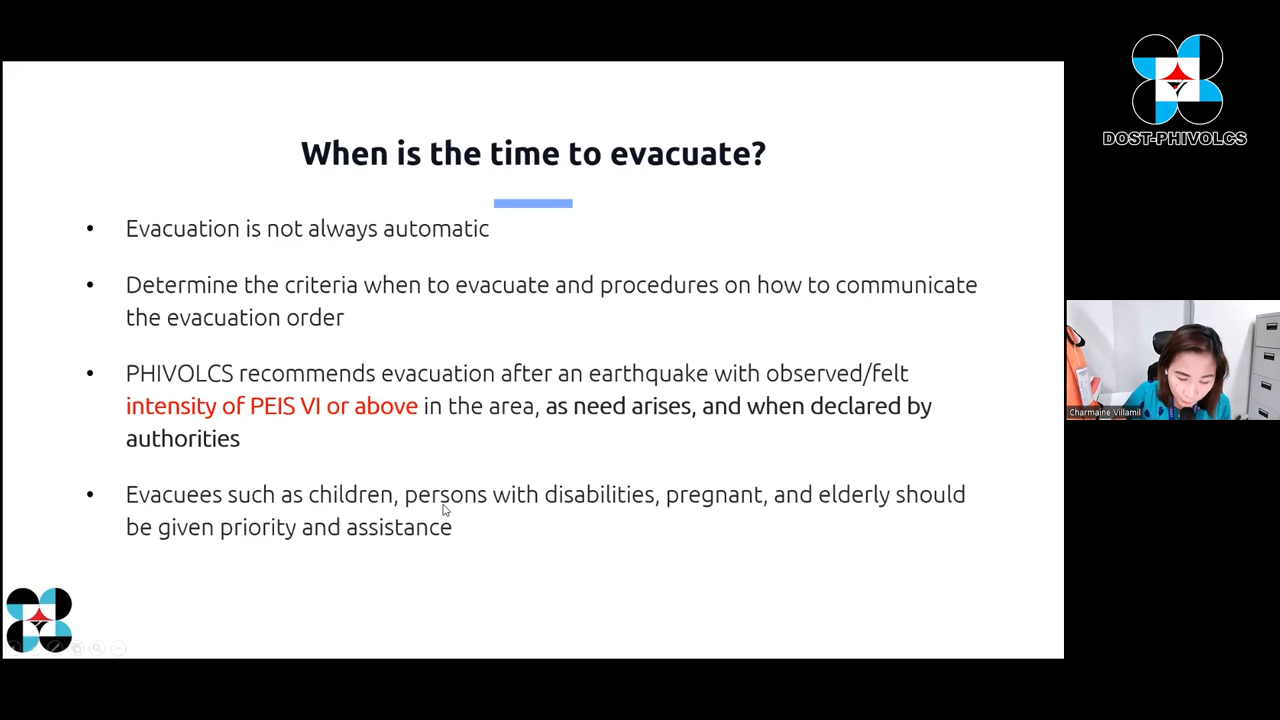 When is the time to evacuate?
• Evacuation is not always automatic
• Determine the criteria when to evacuate and procedures on how to communicate
the evacuation order
• PHIVOLCS recommends evacuation after an earthquake with observed/felt
intensity of PEIS VI or above in the area, as need arises, and when declared by
authorities
• Evacuees such as children, persons with disabilities, pregnant, and elderly should
be given priority and assistance
DOST-PHIVOLCS
Charmaine Villamil